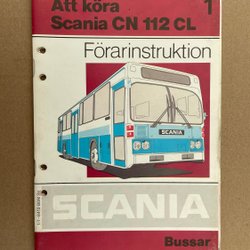 Att köra 1
Scania CN 112 CL
Förarinstruktion
SCANIA
SCANIA
Bussar